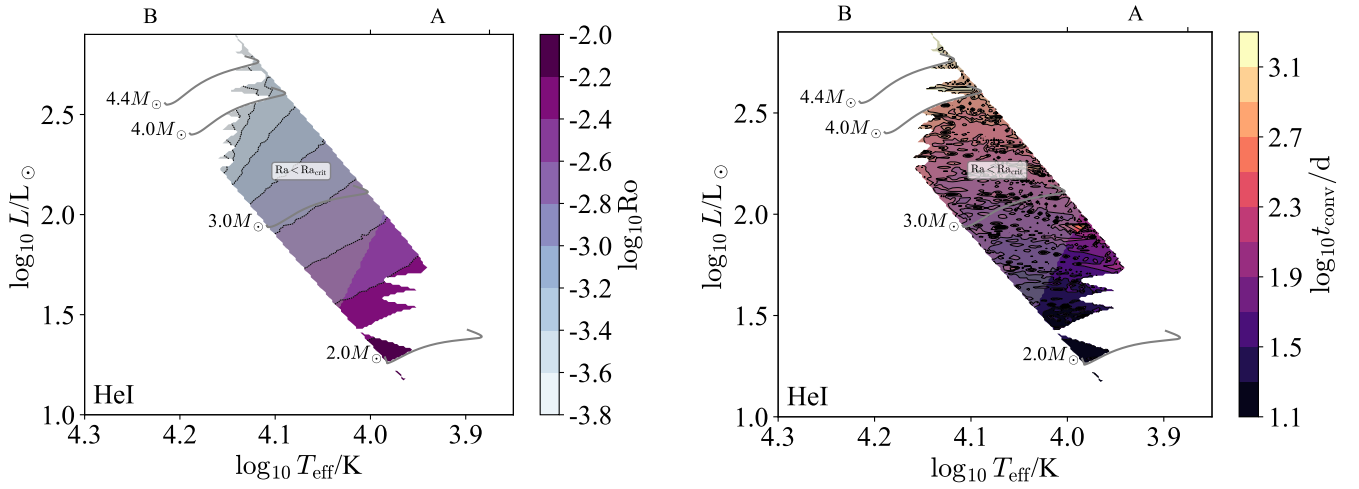 B A
4.4M☉
4.0M☉
3.0M☉
2.0M☉
Ra < Ra_crit
HeI
2.5
2.0
1.5
1.0
log₁₀ L/L☉
4.3 4.2 4.1 4.0 3.9
log₁₀ T_eff/K
-2.0
-2.2
-2.4
-2.6
-2.8
-3.0
-3.2
-3.4
-3.6
-3.8
log₁₀Ro
B A
4.4M☉
4.0M☉
3.0M☉
2.0M☉
Ra < Ra_crit
HeI
2.5
2.0
1.5
1.0
log₁₀ L/L☉
4.3 4.2 4.1 4.0 3.9
log₁₀ T_eff/K
3.1
2.7
2.3
1.9
1.5
1.1
log₁₀ t_conv/d